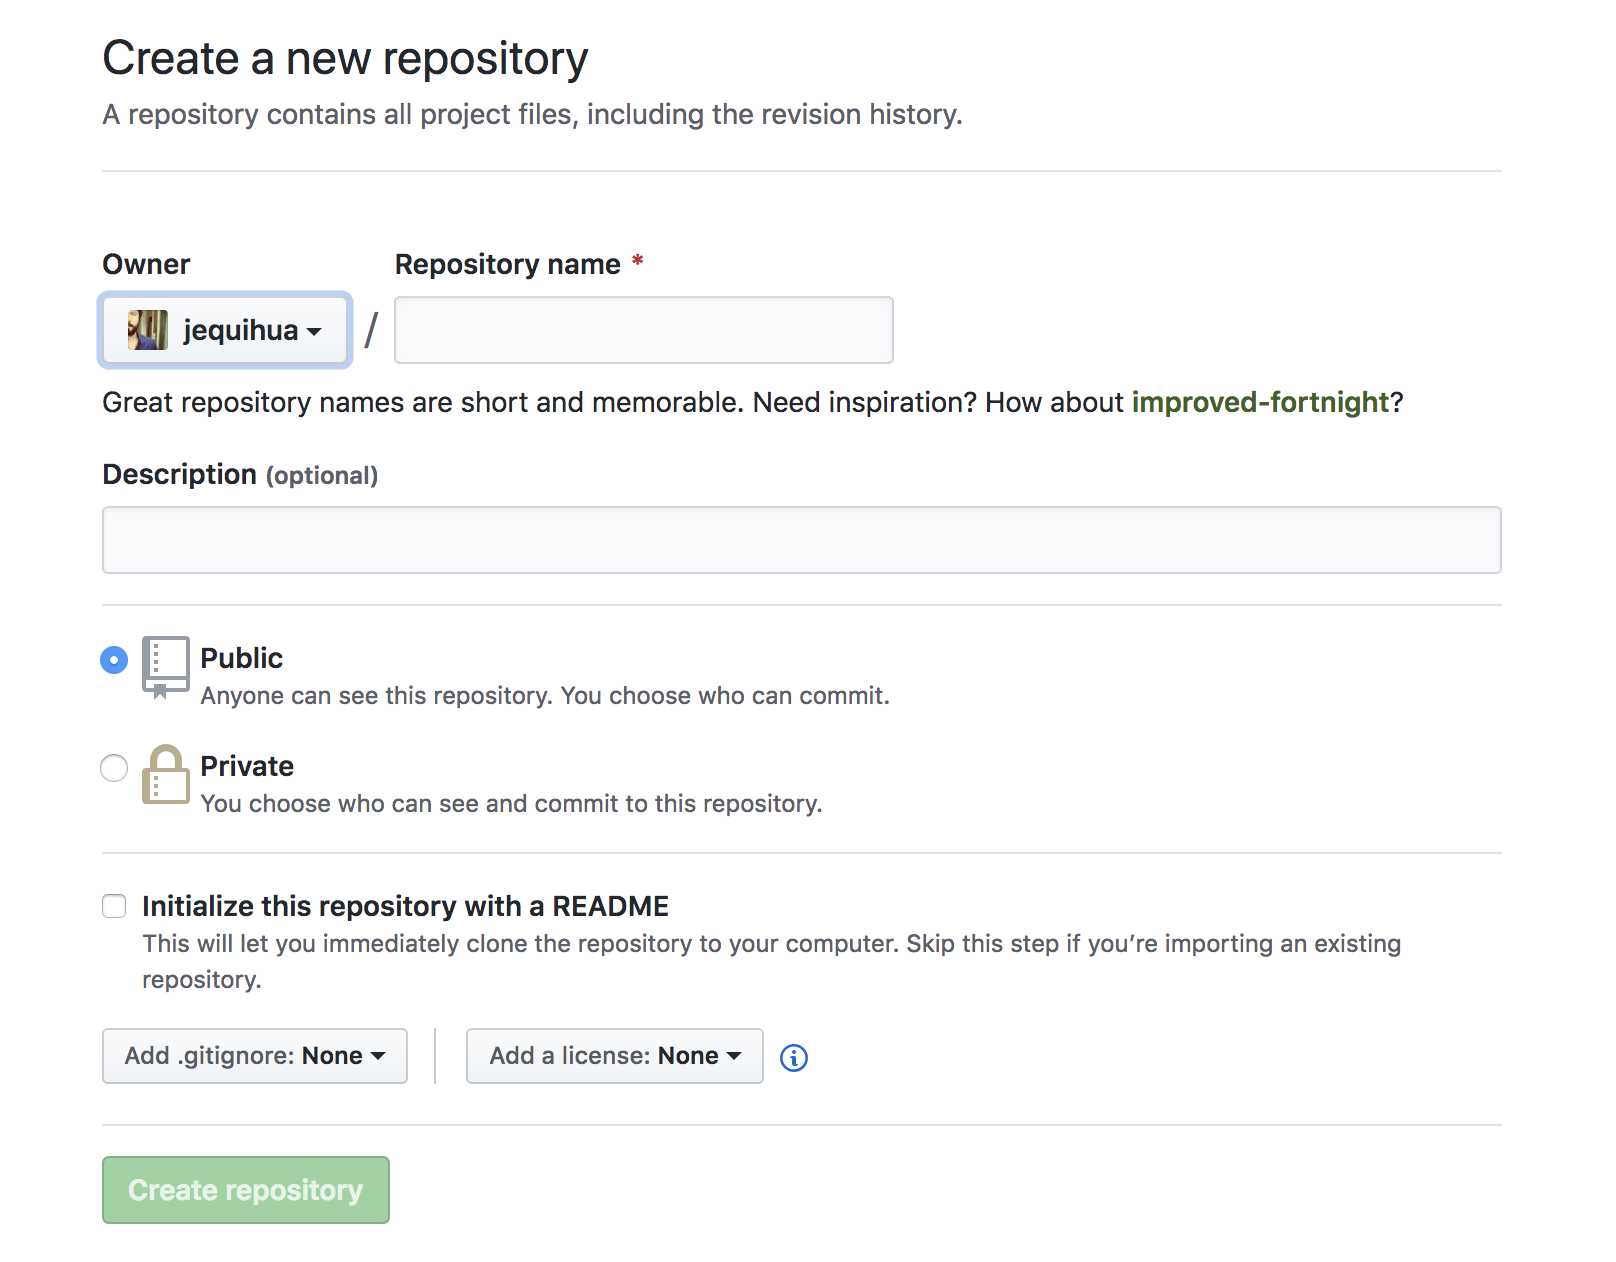 Create a new repository
A repository contains all project files, including the revision history.
Owner
Repository name *
jequihua
/
Great repository names are short and memorable. Need inspiration? How about improved-fortnight?
Description (optional)
Public
Anyone can see this repository. You choose who can commit.
Private
You choose who can see and commit to this repository.
Initialize this repository with a README
This will let you immediately clone the repository to your computer. Skip this step if you’re importing an existing
repository.
Add .gitignore: None
Add a license: None
Create repository